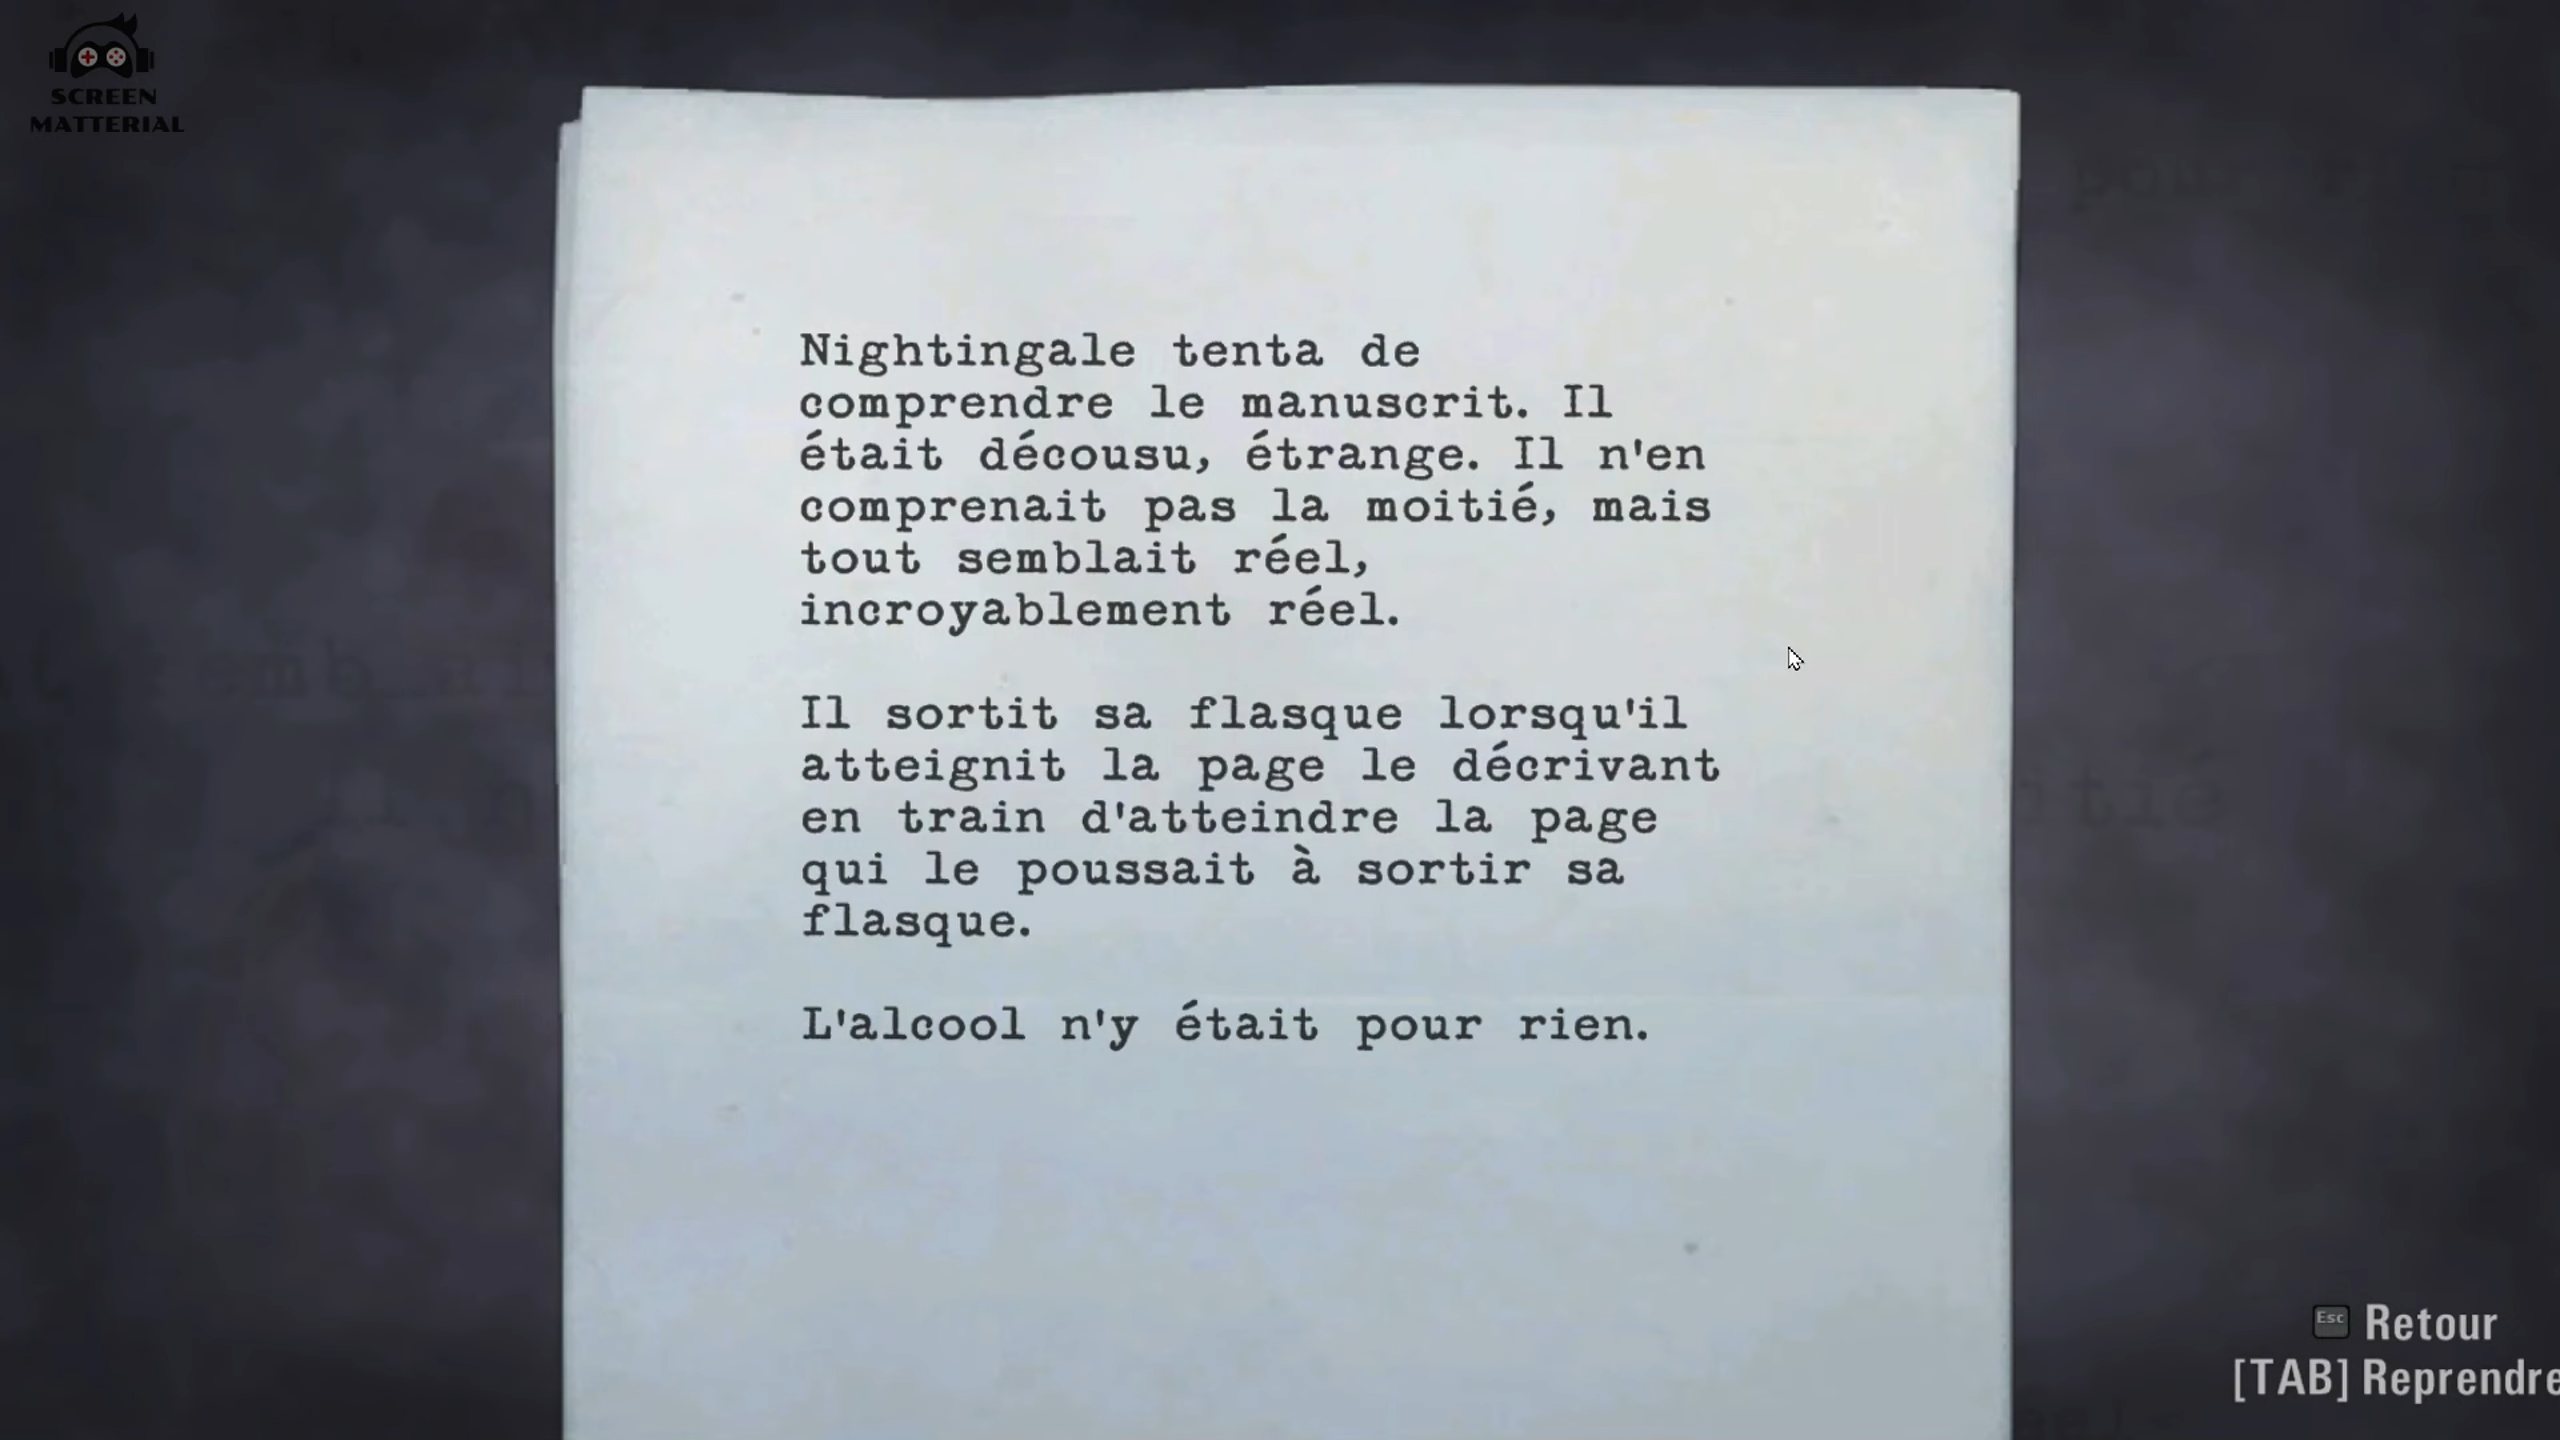 SCREEN
MATTERIAL
Nightingale tenta de
comprendre le manuscrit. Il
était décousu, étrange. Il n'en
comprenait pas la moitié, mais
tout semblait réel,
incroyablement réel.
Il sortit sa flasque lorsqu'il
atteignit la page le décrivant
en train d'atteindre la page
qui le poussait à sortir sa
flasque.
L'alcool n'y était pour rien.
Esc Retour
[TAB] Reprendre